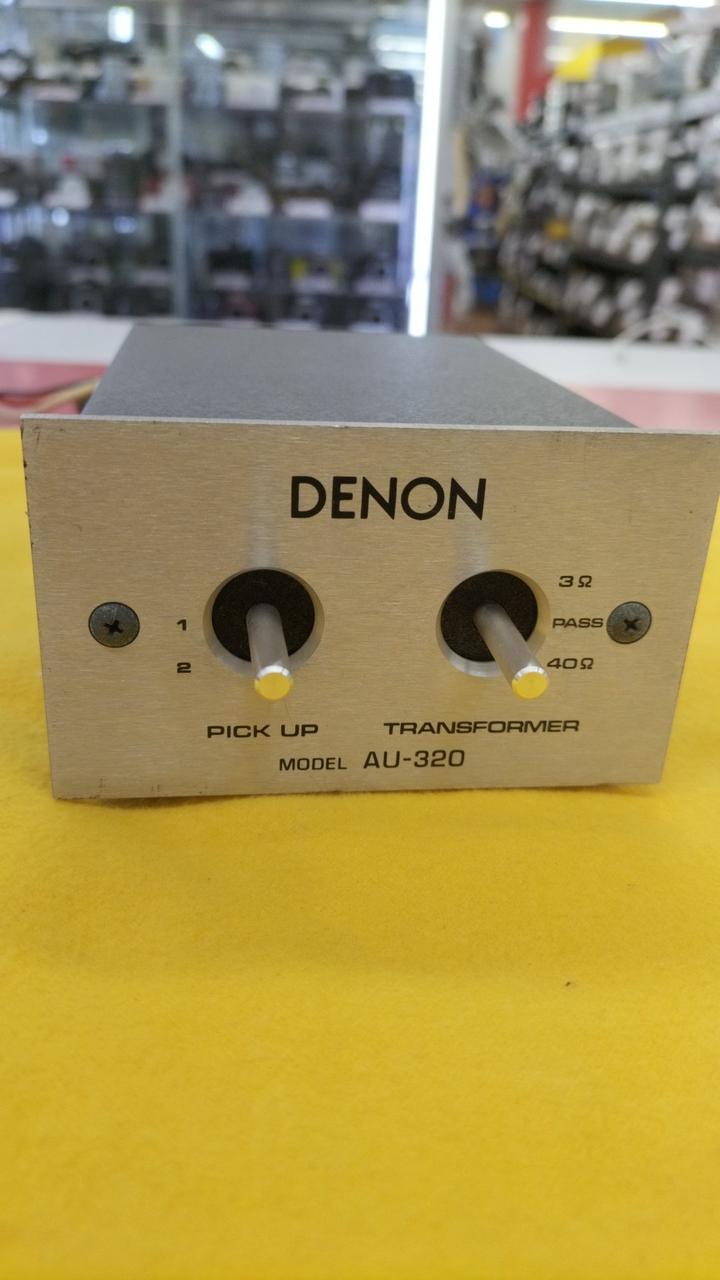 DENON
1
2
3Ω
PASS
40Ω
PICK UP
TRANSFORMER
MODEL AU-320